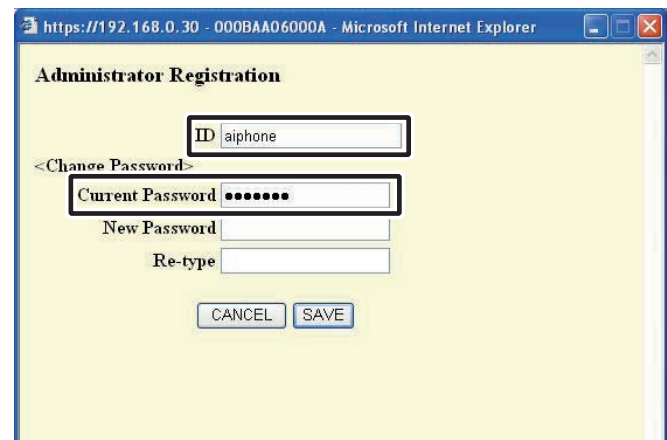 https://192.168.0.30 - 000BAA06000A - Microsoft Internet Explorer
Administrator Registration
ID aiphone
<Change Password>
Current Password •••••••
New Password
Re-type
CANCEL SAVE